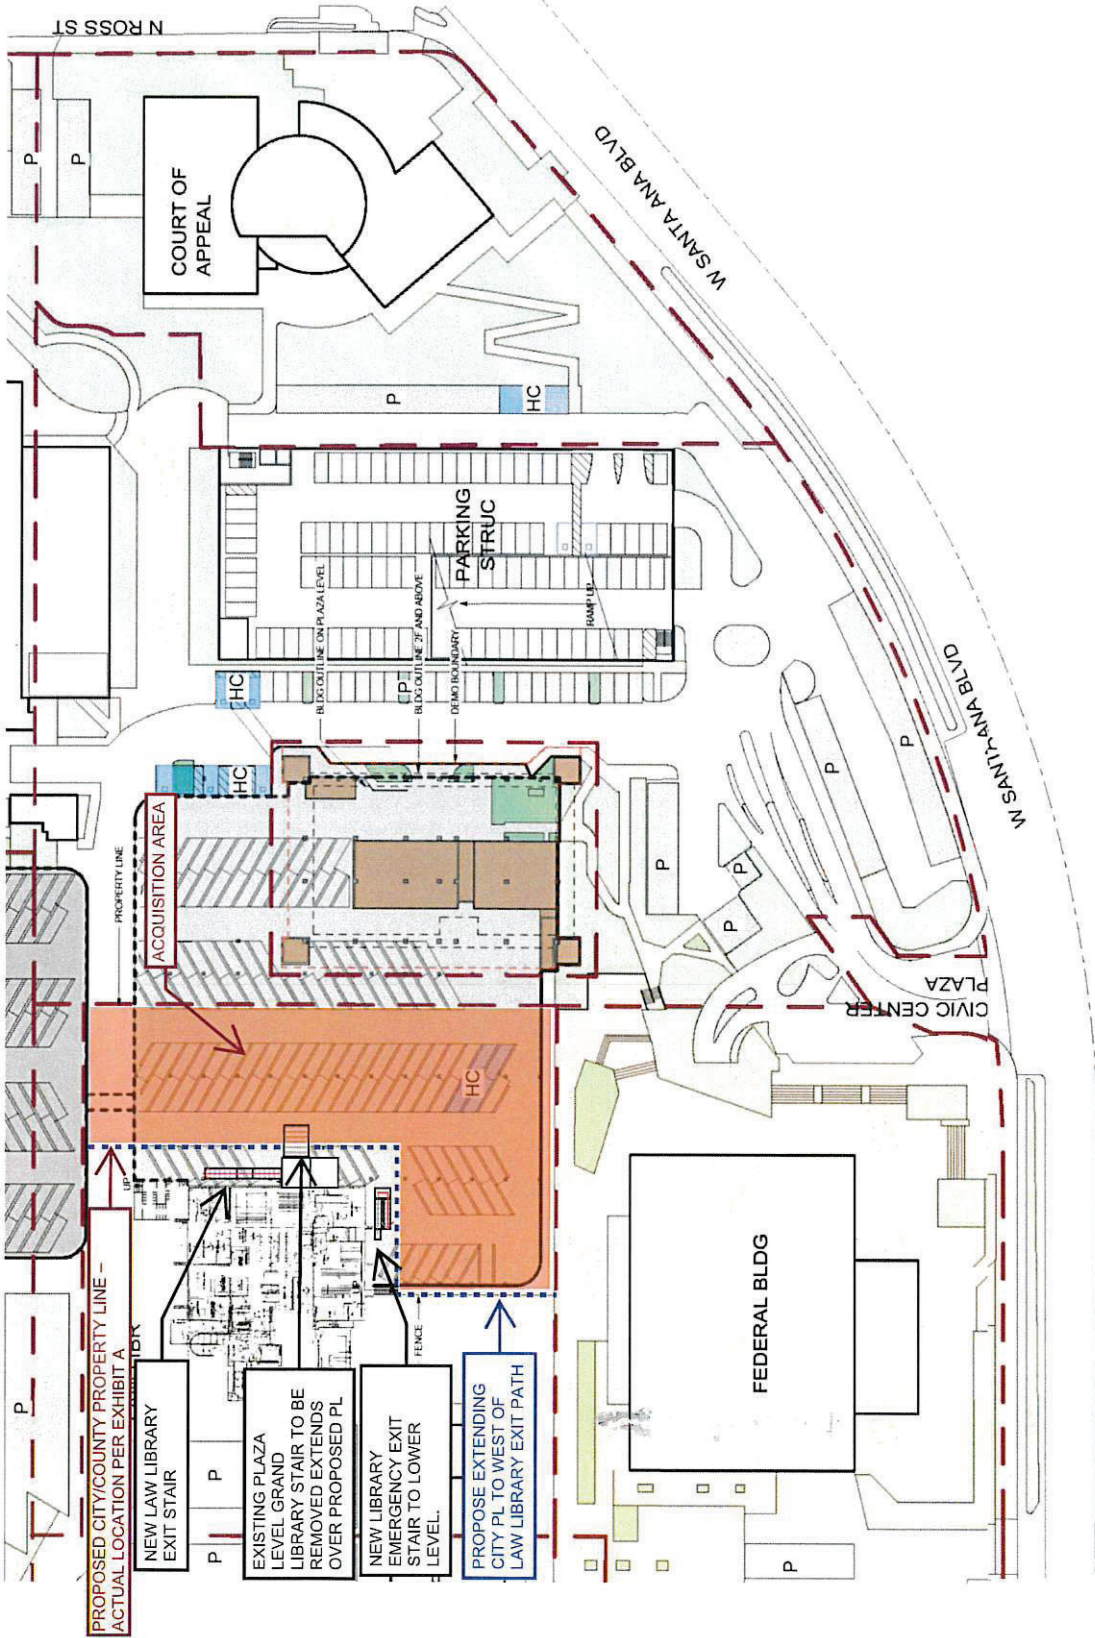 N ROSS ST
P
P
COURT OF
APPEAL
W SANTA ANA BLVD
P
HC
PARKING
STRUC
RAMP UP
BLDG OUTLINE ON PLAZA LEVEL
BLDG OUTLINE 2F AND ABOVE
DEMO BOUNDARY
HC
P
HC
PROPERTY LINE
ACQUISITION AREA
W SANTA ANA BLVD
P
P
P
P
P
CIVIC CENTER
PLAZA
HC
UP
PROPOSED CITY/COUNTY PROPERTY LINE –
ACTUAL LOCATION PER EXHIBIT A
NEW LAW LIBRARY
EXIT STAIR
EXISTING PLAZA
LEVEL GRAND
LIBRARY STAIR TO BE
REMOVED EXTENDS
OVER PROPOSED PL
NEW LIBRARY
EMERGENCY EXIT
STAIR TO LOWER
LEVEL.
FENCE
PROPOSE EXTENDING
CITY PL TO WEST OF
LAW LIBRARY EXIT PATH
FEDERAL BLDG
P
P
P
P